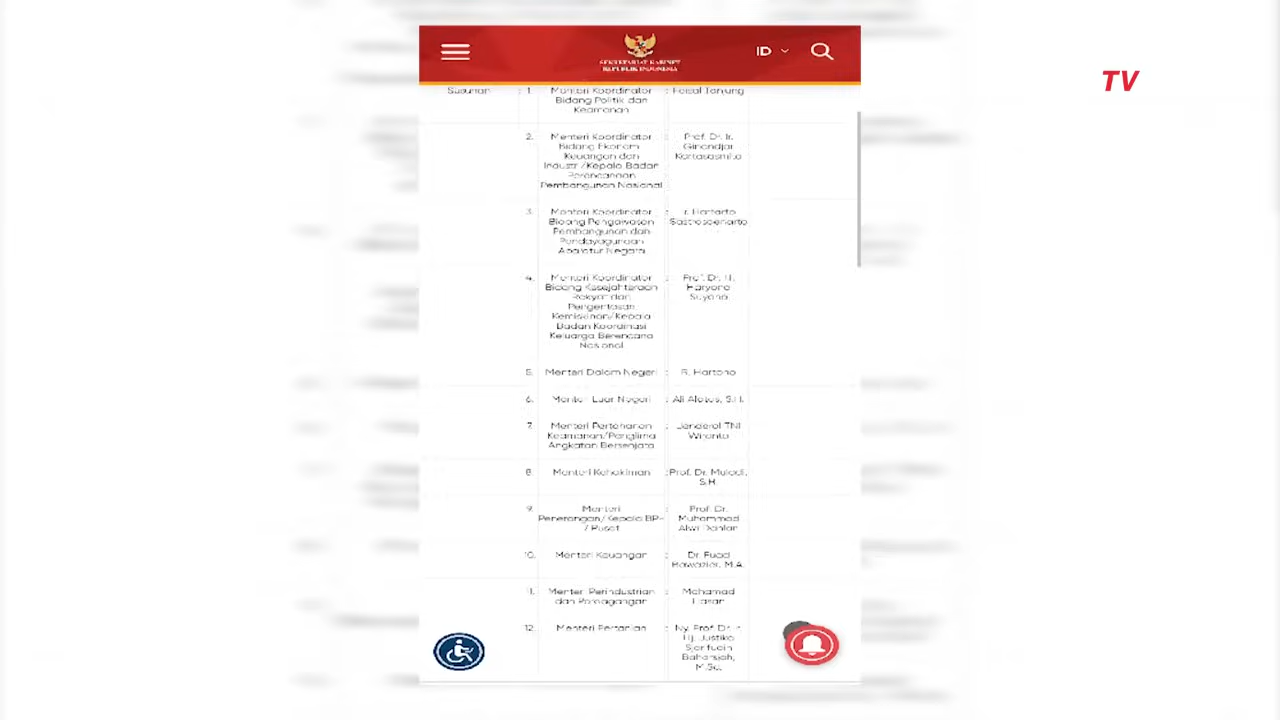 TV
SEKRETARIAT KABINET
REPUBLIK INDONESIA
ID
Susunan : 1. Menteri Koordinator : Feisal Tanjung
Bidang Politik dan
Keamanan
2. Menteri Koordinator : Prof. Dr. Ir.
Bidang Ekonomi Ginandjar
Keuangan dan Kartasasmita
Industri/Kepala Badan
Perencanaan
Pembangunan Nasional
3. Menteri Koordinator : Ir. Hartarto
Bidang Pengawasan Sastrosoenarto
Pembangunan dan
Pendayagunaan
Aparatur Negara
4. Menteri Koordinator : Prof. Dr. H.
Bidang Kesejahteraan Haryono
Rakyat dan Suyono
Pengentasan
Kemiskinan/Kepala
Badan Koordinasi
Keluarga Berencana
Nasional
5. Menteri Dalam Negeri : R. Hartono
6. Menteri Luar Negeri : Ali Alatas, S.H.
7. Menteri Pertahanan : Jenderal TNI
Keamanan/Panglima Wiranto
Angkatan Bersenjata
8. Menteri Kehakiman : Prof. Dr. Muladi,
S.H.
9. Menteri : Prof. Dr.
Penerangan/Kepala BP- Muhammad
7 Pusat Alwi Dahlan
10. Menteri Keuangan : Dr Fuad
Bawazier, M.A.
11. Menteri Perindustrian : Mohamad
dan Perdagangan Hasan
12. Menteri Pertanian : Ny. Prof. Dr. Ir.
Hj. Justika
Sjarifudin
Baharsjah,
M.Sc.